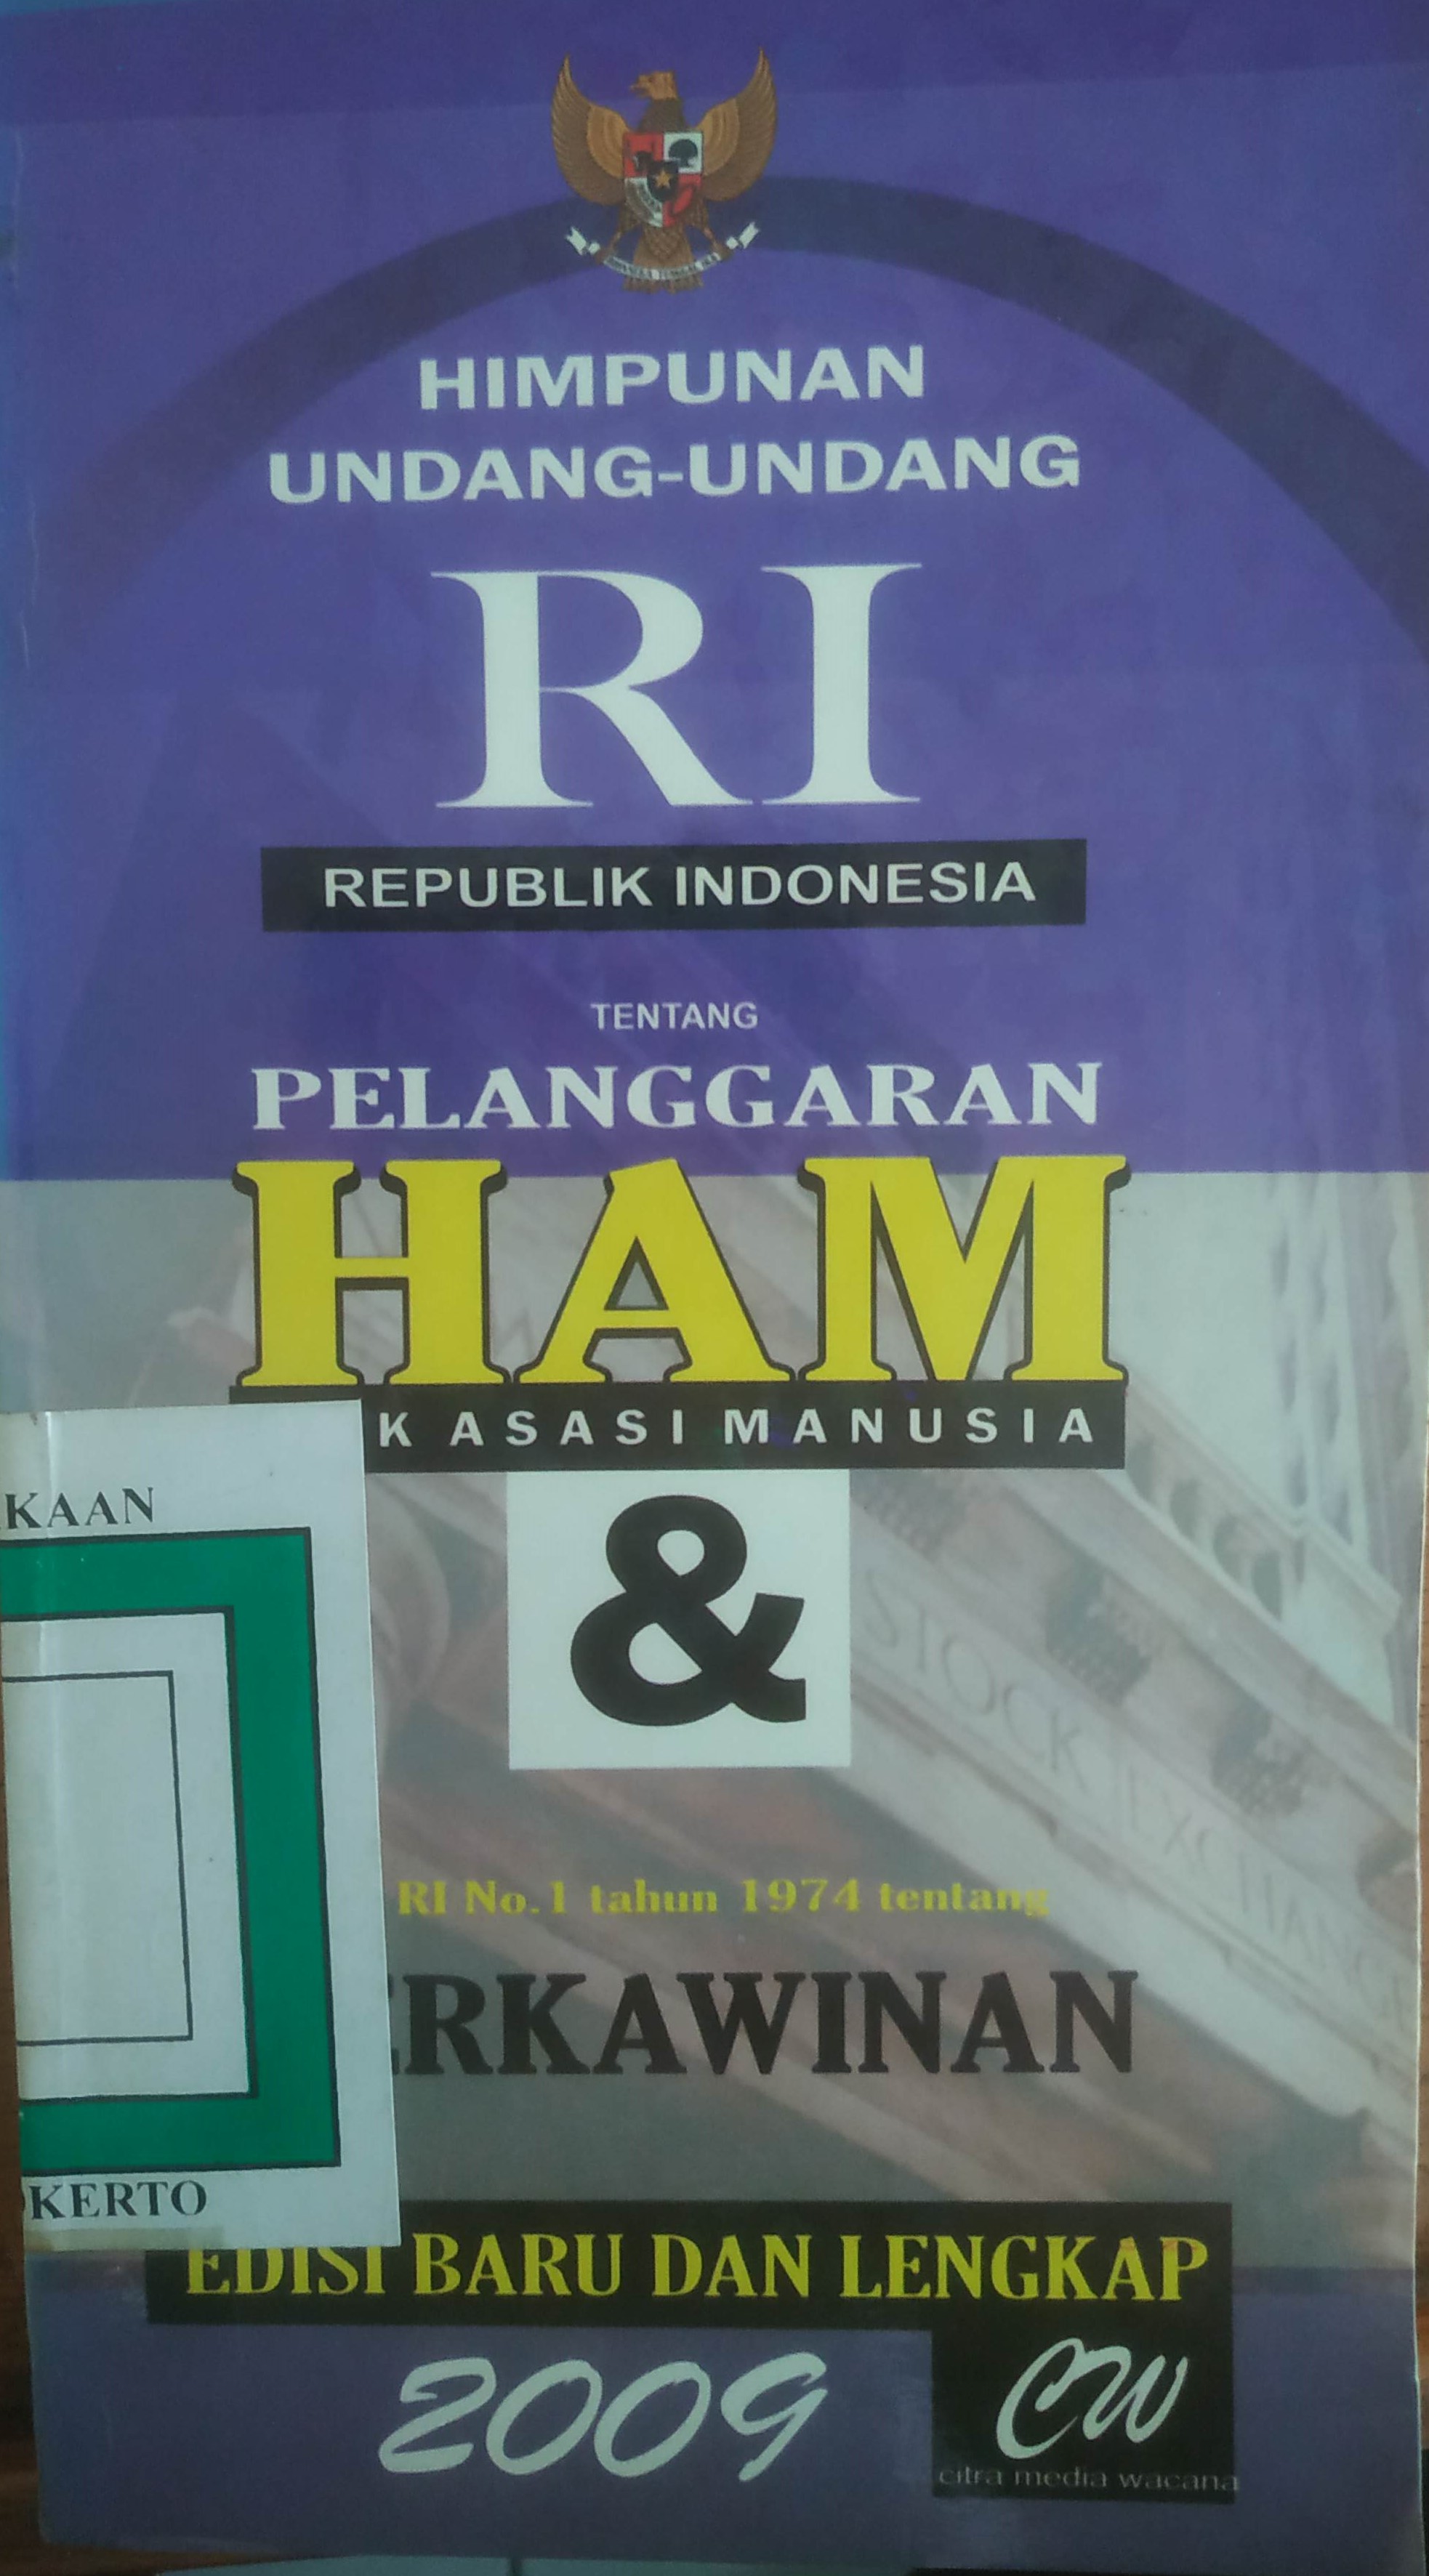 HIMPUNAN
UNDANG-UNDANG
RI
REPUBLIK INDONESIA
TENTANG
PELANGGARAN
HAM
K ASASI MANUSIA
&
KAAN
STOCK EXCHANGE
RI No.1 tahun 1974 tentang
ERKAWINAN
KERTO
EDISI BARU DAN LENGKAP
2009
CW
citra media wacana